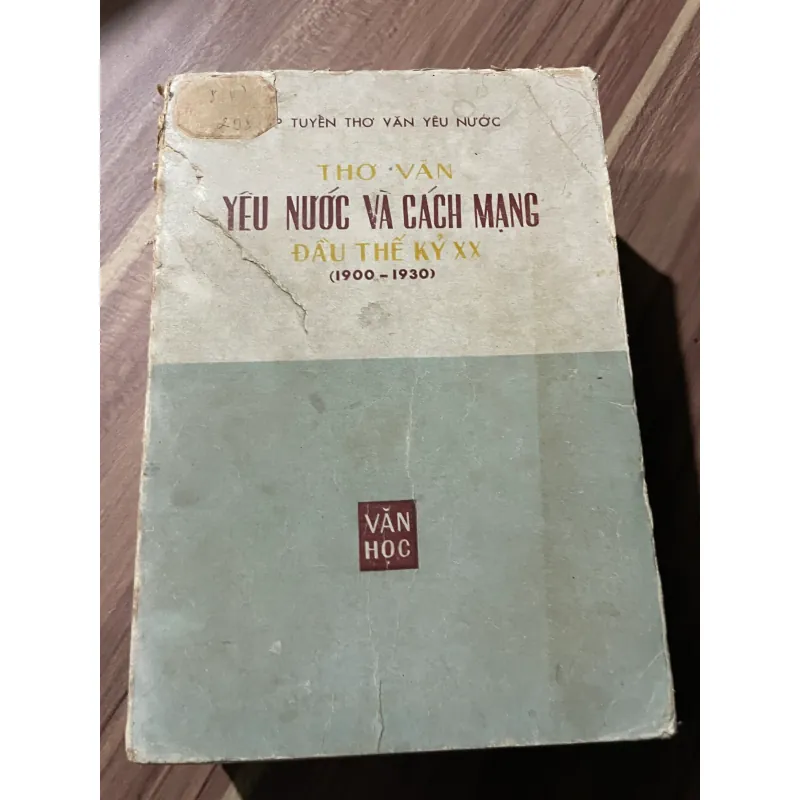 TUYỂN THƠ VĂN YÊU NƯỚC
THƠ VĂN
YÊU NƯỚC VÀ CÁCH MẠNG
ĐẦU THẾ KỶ XX
(1900 – 1930)
VĂN
HỌC